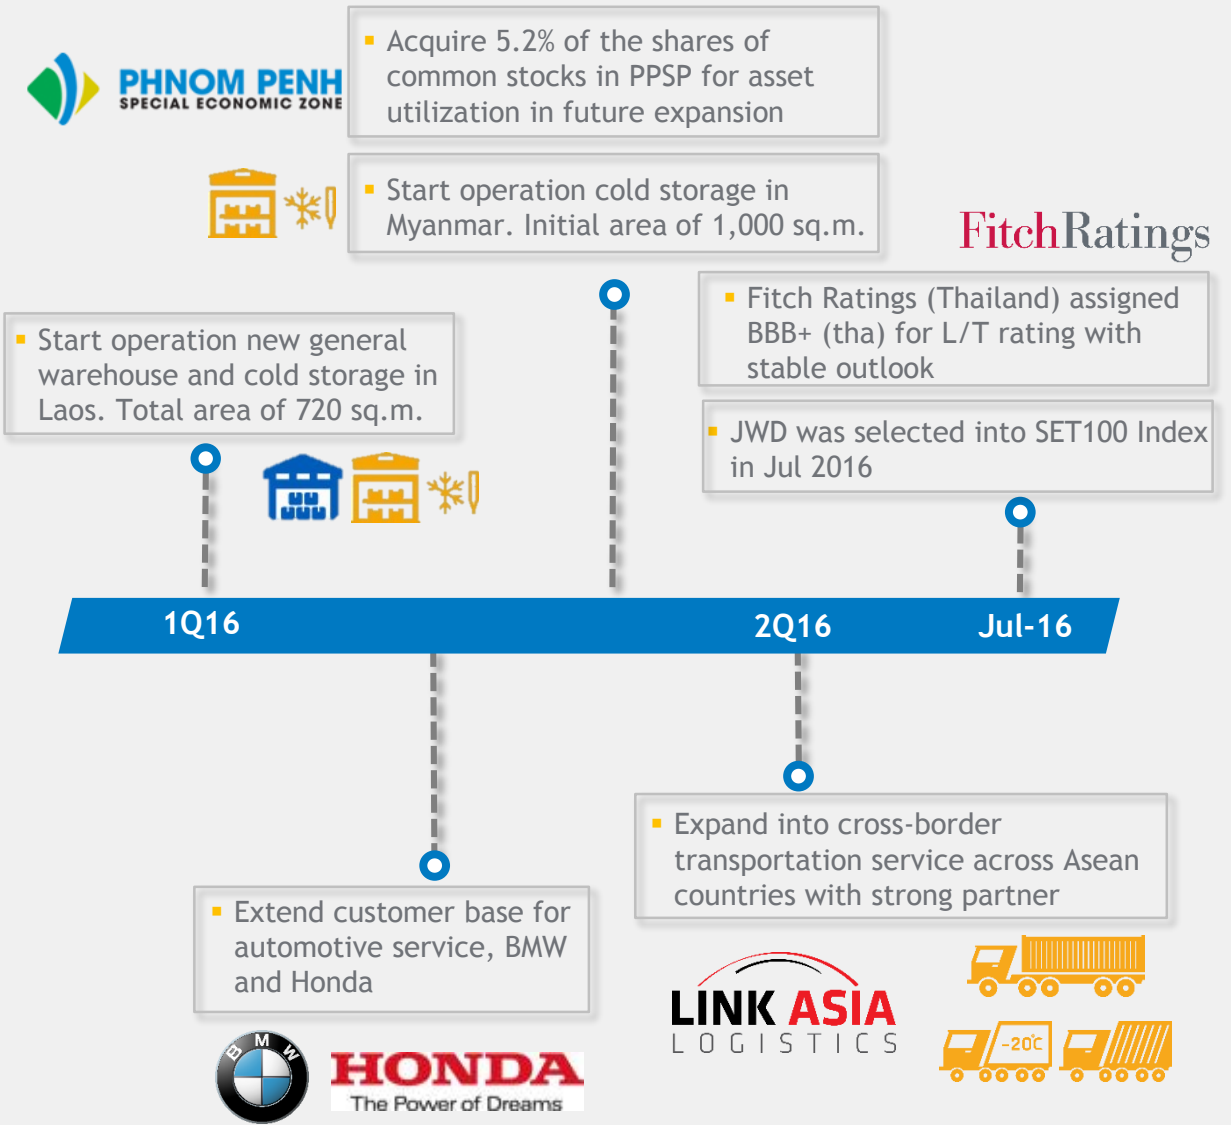 PHNOM PENH
SPECIAL ECONOMIC ZONE
▪ Acquire 5.2% of the shares of
common stocks in PPSP for asset
utilization in future expansion
▪ Start operation cold storage in
Myanmar. Initial area of 1,000 sq.m.
FitchRatings
▪ Fitch Ratings (Thailand) assigned
BBB+ (tha) for L/T rating with
stable outlook
▪ Start operation new general
warehouse and cold storage in
Laos. Total area of 720 sq.m.
▪ JWD was selected into SET100 Index
in Jul 2016
1Q16
2Q16
Jul-16
▪ Expand into cross-border
transportation service across Asean
countries with strong partner
▪ Extend customer base for
automotive service, BMW
and Honda
LINK ASIA
LOGISTICS
-20°C
BMW
HONDA
The Power of Dreams